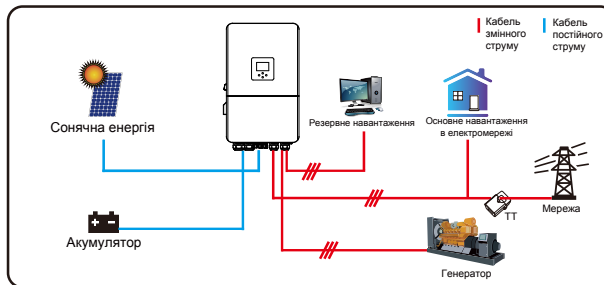 Кабель
змінного
струму
Кабель
постійного
струму
Сонячна енергія
Резервне навантаження
Основне навантаження
в електромережі
ТТ
Мережа
Акумулятор
Генератор